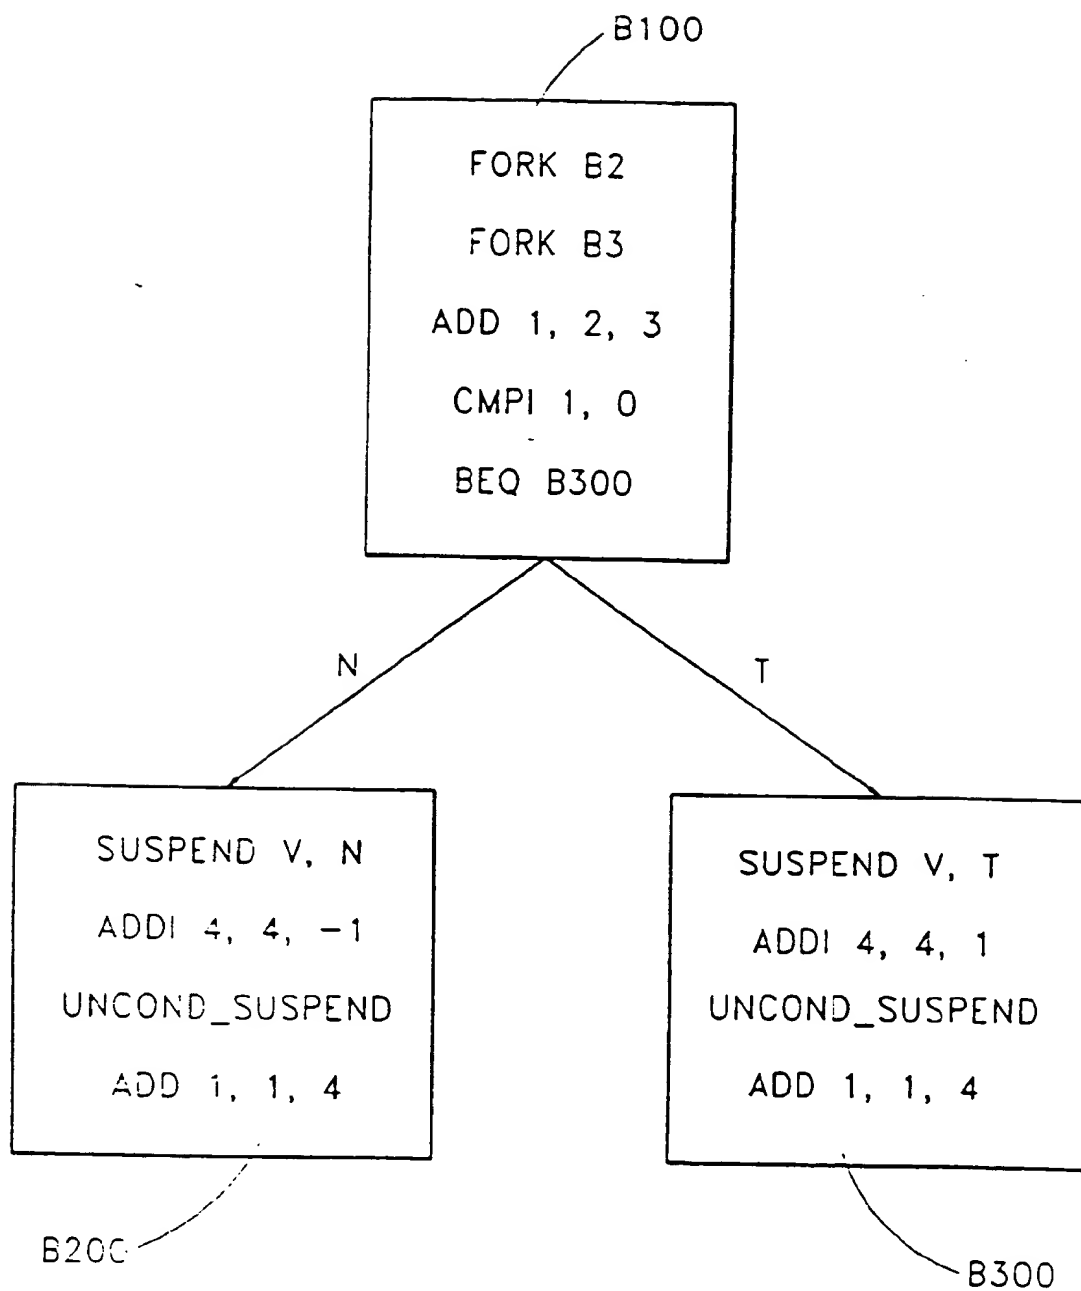 B100
FORK B2
FORK B3
ADD 1, 2, 3
CMPI 1, 0
BEQ B300
N
T
SUSPEND V, N
ADDI 4, 4, -1
UNCOND_SUSPEND
ADD 1, 1, 4
SUSPEND V, T
ADDI 4, 4, 1
UNCOND_SUSPEND
ADD 1, 1, 4
B200
B300